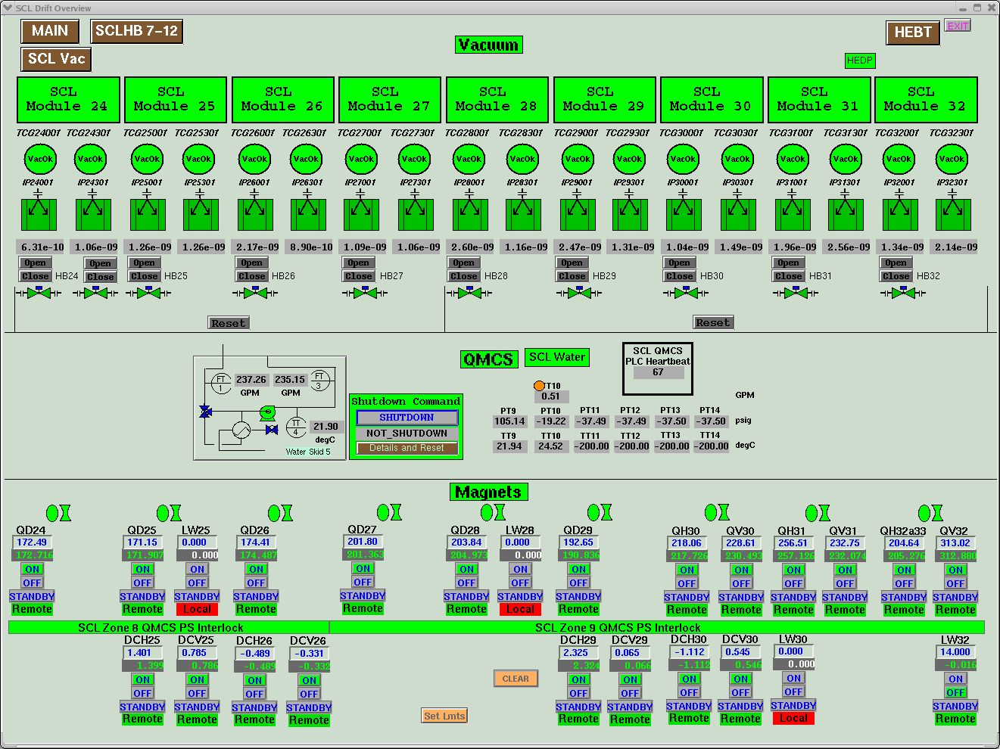 SCL Drift Overview
MAIN SCLHB 7-12 HEBT EXIT
Vacuum
SCL Vac HEDP
SCL SCL SCL SCL SCL SCL SCL SCL SCL
Module 24 Module 25 Module 26 Module 27 Module 28 Module 29 Module 30 Module 31 Module 32
TCG24001 TCG24301 TCG25001 TCG25301 TCG26001 TCG26301 TCG27001 TCG27301 TCG28001 TCG28301 TCG29001 TCG29301 TCG30001 TCG30301 TCG31001 TCG31301 TCG32001 TCG32301
VacOk VacOk VacOk VacOk VacOk VacOk VacOk VacOk VacOk VacOk VacOk VacOk VacOk VacOk VacOk VacOk VacOk VacOk
IP24001 IP24301 IP25001 IP25301 IP26001 IP26301 IP27001 IP27301 IP28001 IP28301 IP29001 IP29301 IP30001 IP30301 IP31001 IP31301 IP32001 IP32301
6.31e-10 1.06e-09 1.26e-09 1.26e-09 2.17e-09 8.90e-10 1.09e-09 1.06e-09 2.60e-09 1.16e-09 2.47e-09 1.31e-09 1.04e-09 1.49e-09 1.96e-09 2.56e-09 1.34e-09 2.14e-09
Open Open Open Open Open Open Open Open Open Open
Close HB24 Close Close HB25 Close HB26 Close HB27 Close HB28 Close HB29 Close HB30 Close HB31 Close HB32
Reset Reset
QMCS SCL Water
SCL QMCS
PLC Heartbeat
67
FT
1
237.26 235.15
GPM GPM
FT
3
TT
4
21.90
degC
Water Skid 5
Shutdown Command
SHUTDOWN
NOT_SHUTDOWN
Details and Reset
TT10
0.51 GPM
PT9 PT10 PT11 PT12 PT13 PT14
105.14 -19.22 -37.49 -37.49 -37.50 -37.50 psig
TT9 TT10 TT11 TT12 TT13 TT14
21.94 24.52 -200.00 -200.00 -200.00 -200.00 degC
Magnets
QD24 QD25 LW25 QD26 QD27 QD28 LW28 QD29 QH30 QV30 QH31 QV31 QH32a33 QV32
172.49 171.15 0.000 174.41 201.80 203.84 0.000 192.65 218.06 228.61 256.51 232.75 204.64 313.02
172.716 171.907 0.000 174.487 201.363 204.973 0.000 190.836 217.726 230.493 257.126 232.074 205.276 312.880
ON ON ON ON ON ON ON ON ON ON ON ON ON ON
OFF OFF OFF OFF OFF OFF OFF OFF OFF OFF OFF OFF OFF OFF
STANDBY STANDBY STANDBY STANDBY STANDBY STANDBY STANDBY STANDBY STANDBY STANDBY STANDBY STANDBY STANDBY STANDBY
Remote Remote Local Remote Remote Remote Local Remote Remote Remote Remote Remote Remote Remote
SCL Zone 8 QMCS PS Interlock SCL Zone 9 QMCS PS Interlock
DCH25 DCV25 DCH26 DCV26 DCH29 DCV29 DCH30 DCV30 LW30 LW32
1.401 0.785 -0.489 -0.331 2.325 0.065 -1.112 0.545 0.000 14.000
1.399 0.786 -0.489 -0.332 2.324 0.066 -1.112 0.546 0.000 -0.016
ON ON ON ON ON ON ON ON ON ON
OFF OFF OFF OFF OFF OFF OFF OFF OFF OFF
STANDBY STANDBY STANDBY STANDBY STANDBY STANDBY STANDBY STANDBY STANDBY STANDBY
Remote Remote Remote Remote Remote Remote Remote Remote Local Remote
CLEAR
Set Lmts